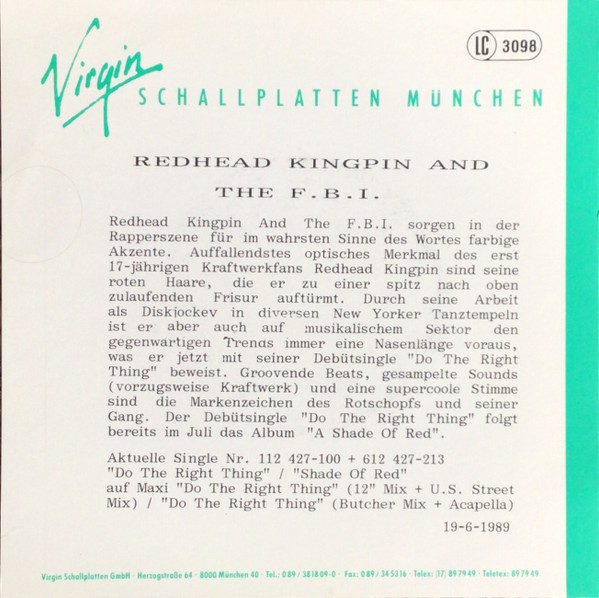 Virgin
LC 3098
SCHALLPLATTEN MÜNCHEN
REDHEAD KINGPIN AND
THE F.B.I.
Redhead Kingpin And The F.B.I. sorgen in der
Rapperszene für im wahrsten Sinne des Wortes farbige
Akzente. Auffallendstes optisches Merkmal des erst
17-jährigen Kraftwerkfans Redhead Kingpin sind seine
roten Haare, die er zu einer spitz nach oben
zulaufenden Frisur auftürmt. Durch seine Arbeit
als Diskjockey in diversen New Yorker Tanztempeln
ist er aber auch auf musikalischem Sektor den
gegenwartigen Trends immer eine Nasenlänge voraus,
was er jetzt mit seiner Debütsingle "Do The Right
Thing" beweist. Groovende Beats, gesampelte Sounds
(vorzugsweise Kraftwerk) und eine supercoole Stimme
sind die Markenzeichen des Rotschopfs und seiner
Gang. Der Debütsingle "Do The Right Thing" folgt
bereits im Juli das Album "A Shade Of Red".
Aktuelle Single Nr. 112 427-100 + 612 427-213
"Do The Right Thing" / "Shade Of Red"
auf Maxi "Do The Right Thing" (12" Mix + U.S. Street
Mix) / "Do The Right Thing" (Butcher Mix + Acapella)
19-6-1989
Virgin Schallplatten GmbH · Herzogstraße 64 · 8000 München 40 · Tel.: 0 89 / 38 18 09-0 · Fax: 0 89 / 34 53 16 · Telex: (17) 89 79 49 · Teletex: 89 79 49